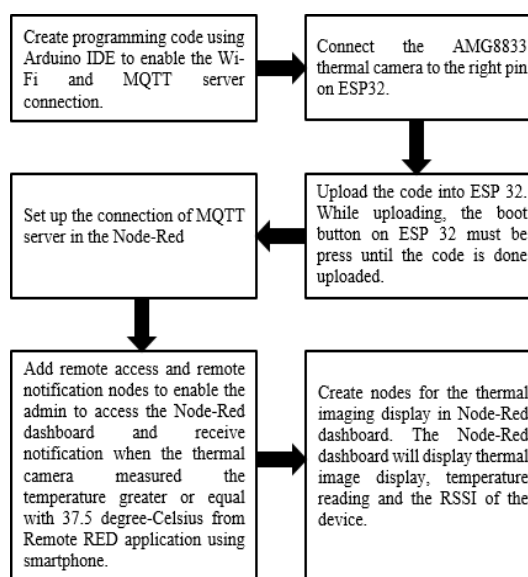 Create programming code using
Arduino IDE to enable the Wi-
Fi and MQTT server
connection.
Connect the AMG8833
thermal camera to the right pin
on ESP32.
Upload the code into ESP 32.
While uploading, the boot
button on ESP 32 must be
press until the code is done
uploaded.
Set up the connection of MQTT
server in the Node-Red
Add remote access and remote
notification nodes to enable the
admin to access the Node-Red
dashboard and receive
notification when the thermal
camera measured the
temperature greater or equal
with 37.5 degree-Celsius from
Remote RED application using
smartphone.
Create nodes for the thermal
imaging display in Node-Red
dashboard. The Node-Red
dashboard will display thermal
image display, temperature
reading and the RSSI of the
device.